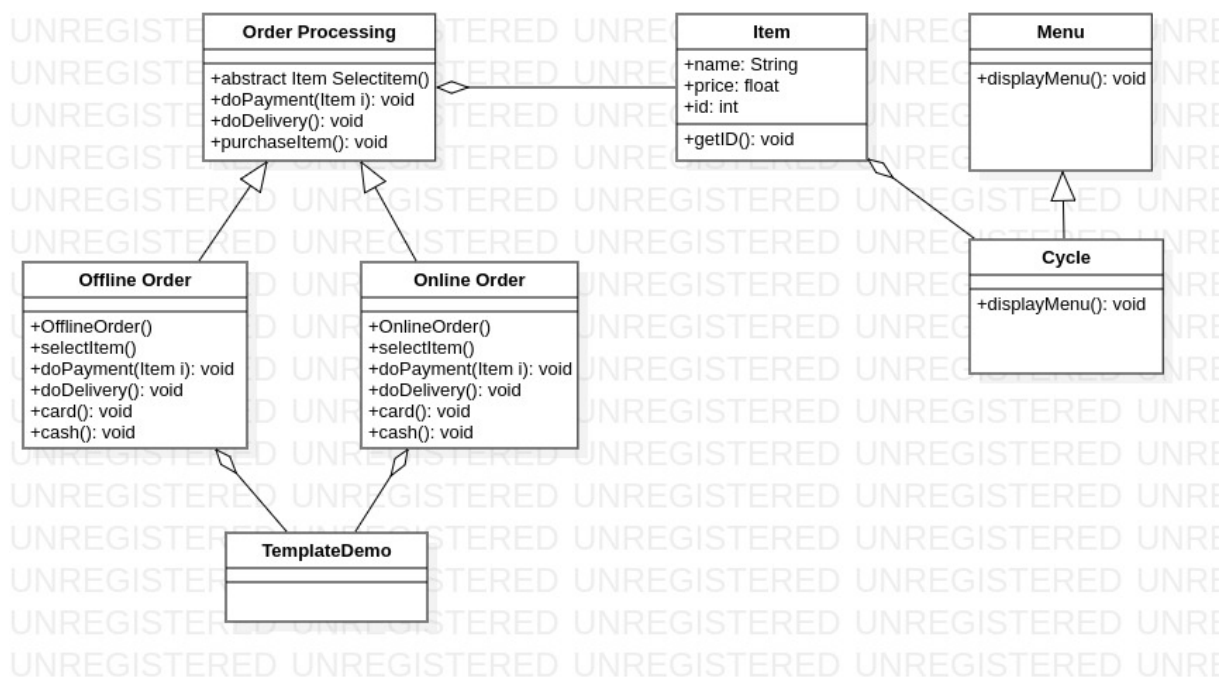 Order Processing
+abstract Item Selectitem()
+doPayment(Item i): void
+doDelivery(): void
+purchaseItem(): void
Item
+name: String
+price: float
+id: int
+getID(): void
Menu
+displayMenu(): void
Offline Order
+OfflineOrder()
+selectItem()
+doPayment(Item i): void
+doDelivery(): void
+card(): void
+cash(): void
Online Order
+OnlineOrder()
+selectItem()
+doPayment(Item i): void
+doDelivery(): void
+card(): void
+cash(): void
Cycle
+displayMenu(): void
TemplateDemo
UNREGISTERED